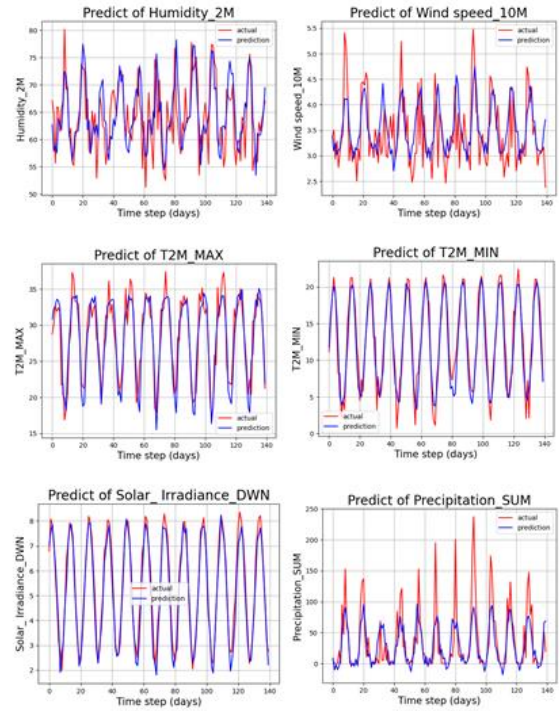 Predict of Humidity_2M
actual
prediction
Humidity_2M
80
75
70
65
60
55
50
0 20 40 60 80 100 120 140
Time step (days)
Predict of Wind speed_10M
actual
prediction
Wind speed_10M
5.5
5.0
4.5
4.0
3.5
3.0
2.5
0 20 40 60 80 100 120 140
Time step (days)
Predict of T2M_MAX
T2M_MAX
35
30
25
20
15
actual
prediction
0 20 40 60 80 100 120 140
Time step (days)
Predict of T2M_MIN
T2M_MIN
20
15
10
5
0
actual
prediction
0 20 40 60 80 100 120 140
Time step (days)
Predict of Solar_ Irradiance_DWN
Solar_ Irradiance_DWN
8
7
6
5
4
3
2
actual
prediction
0 20 40 60 80 100 120 140
Time step (days)
Predict of Precipitation_SUM
actual
prediction
Precipitation_SUM
250
200
150
100
50
0
0 20 40 60 80 100 120 140
Time step (days)